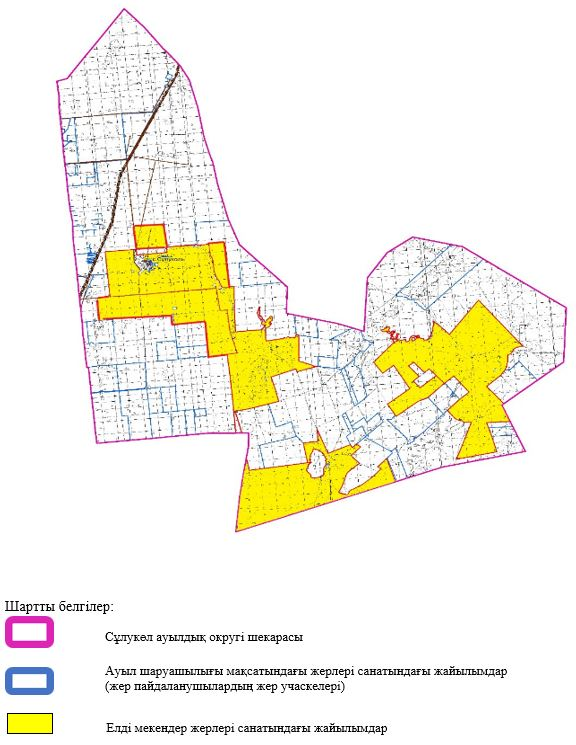 с.Сулуколь
Шартты белгілер:
Сұлукөл ауылдық округі шекарасы
Ауыл шаруашылығы мақсатындағы жерлері санатындағы жайылымдар
(жер пайдаланушылардың жер учаскелері)
Елді мекендер жерлері санатындағы жайылымдар